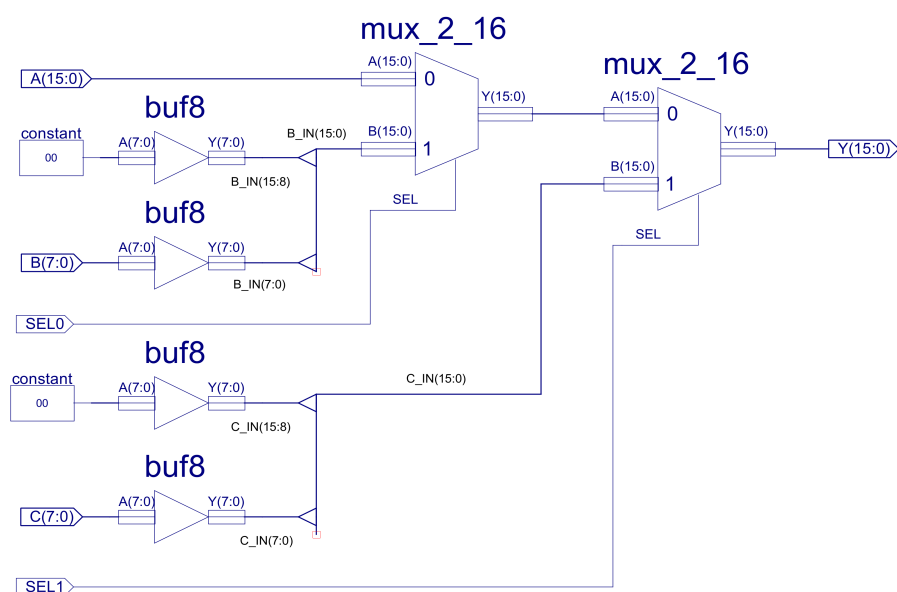 mux_2_16
A(15:0)
A(15:0)
0
Y(15:0)
B(15:0)
1
SEL
mux_2_16
A(15:0)
0
Y(15:0)
B(15:0)
1
SEL
Y(15:0)
buf8
constant
00
A(7:0)
Y(7:0)
B_IN(15:0)
B_IN(15:8)
buf8
B(7:0)
A(7:0)
Y(7:0)
B_IN(7:0)
SEL0
buf8
constant
00
A(7:0)
Y(7:0)
C_IN(15:0)
C_IN(15:8)
buf8
C(7:0)
A(7:0)
Y(7:0)
C_IN(7:0)
SEL1